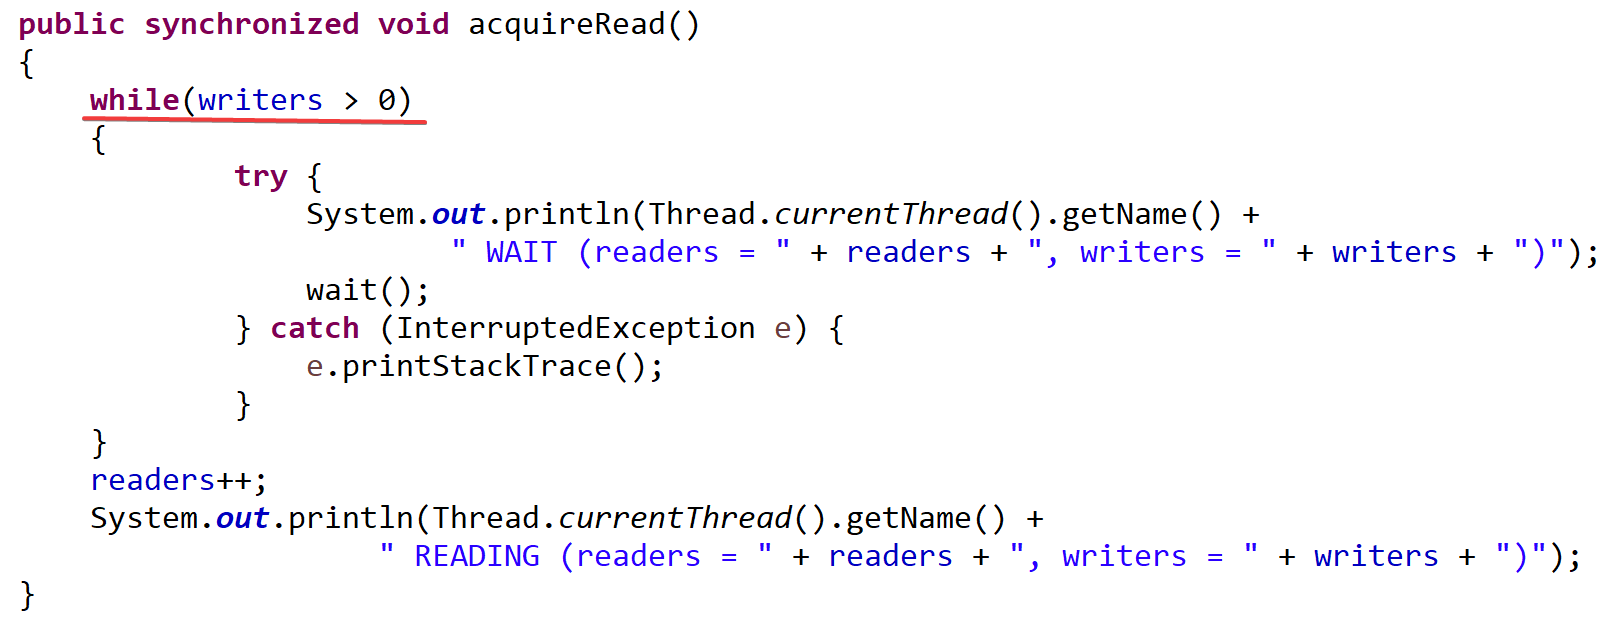 public synchronized void acquireRead()
{
    while(writers > 0)
    {
            try {
                System.out.println(Thread.currentThread().getName() +
                        " WAIT (readers = " + readers + ", writers = " + writers + ")");
                wait();
            } catch (InterruptedException e) {
                e.printStackTrace();
            }
    }
    readers++;
    System.out.println(Thread.currentThread().getName() +
                    " READING (readers = " + readers + ", writers = " + writers + ")");
}